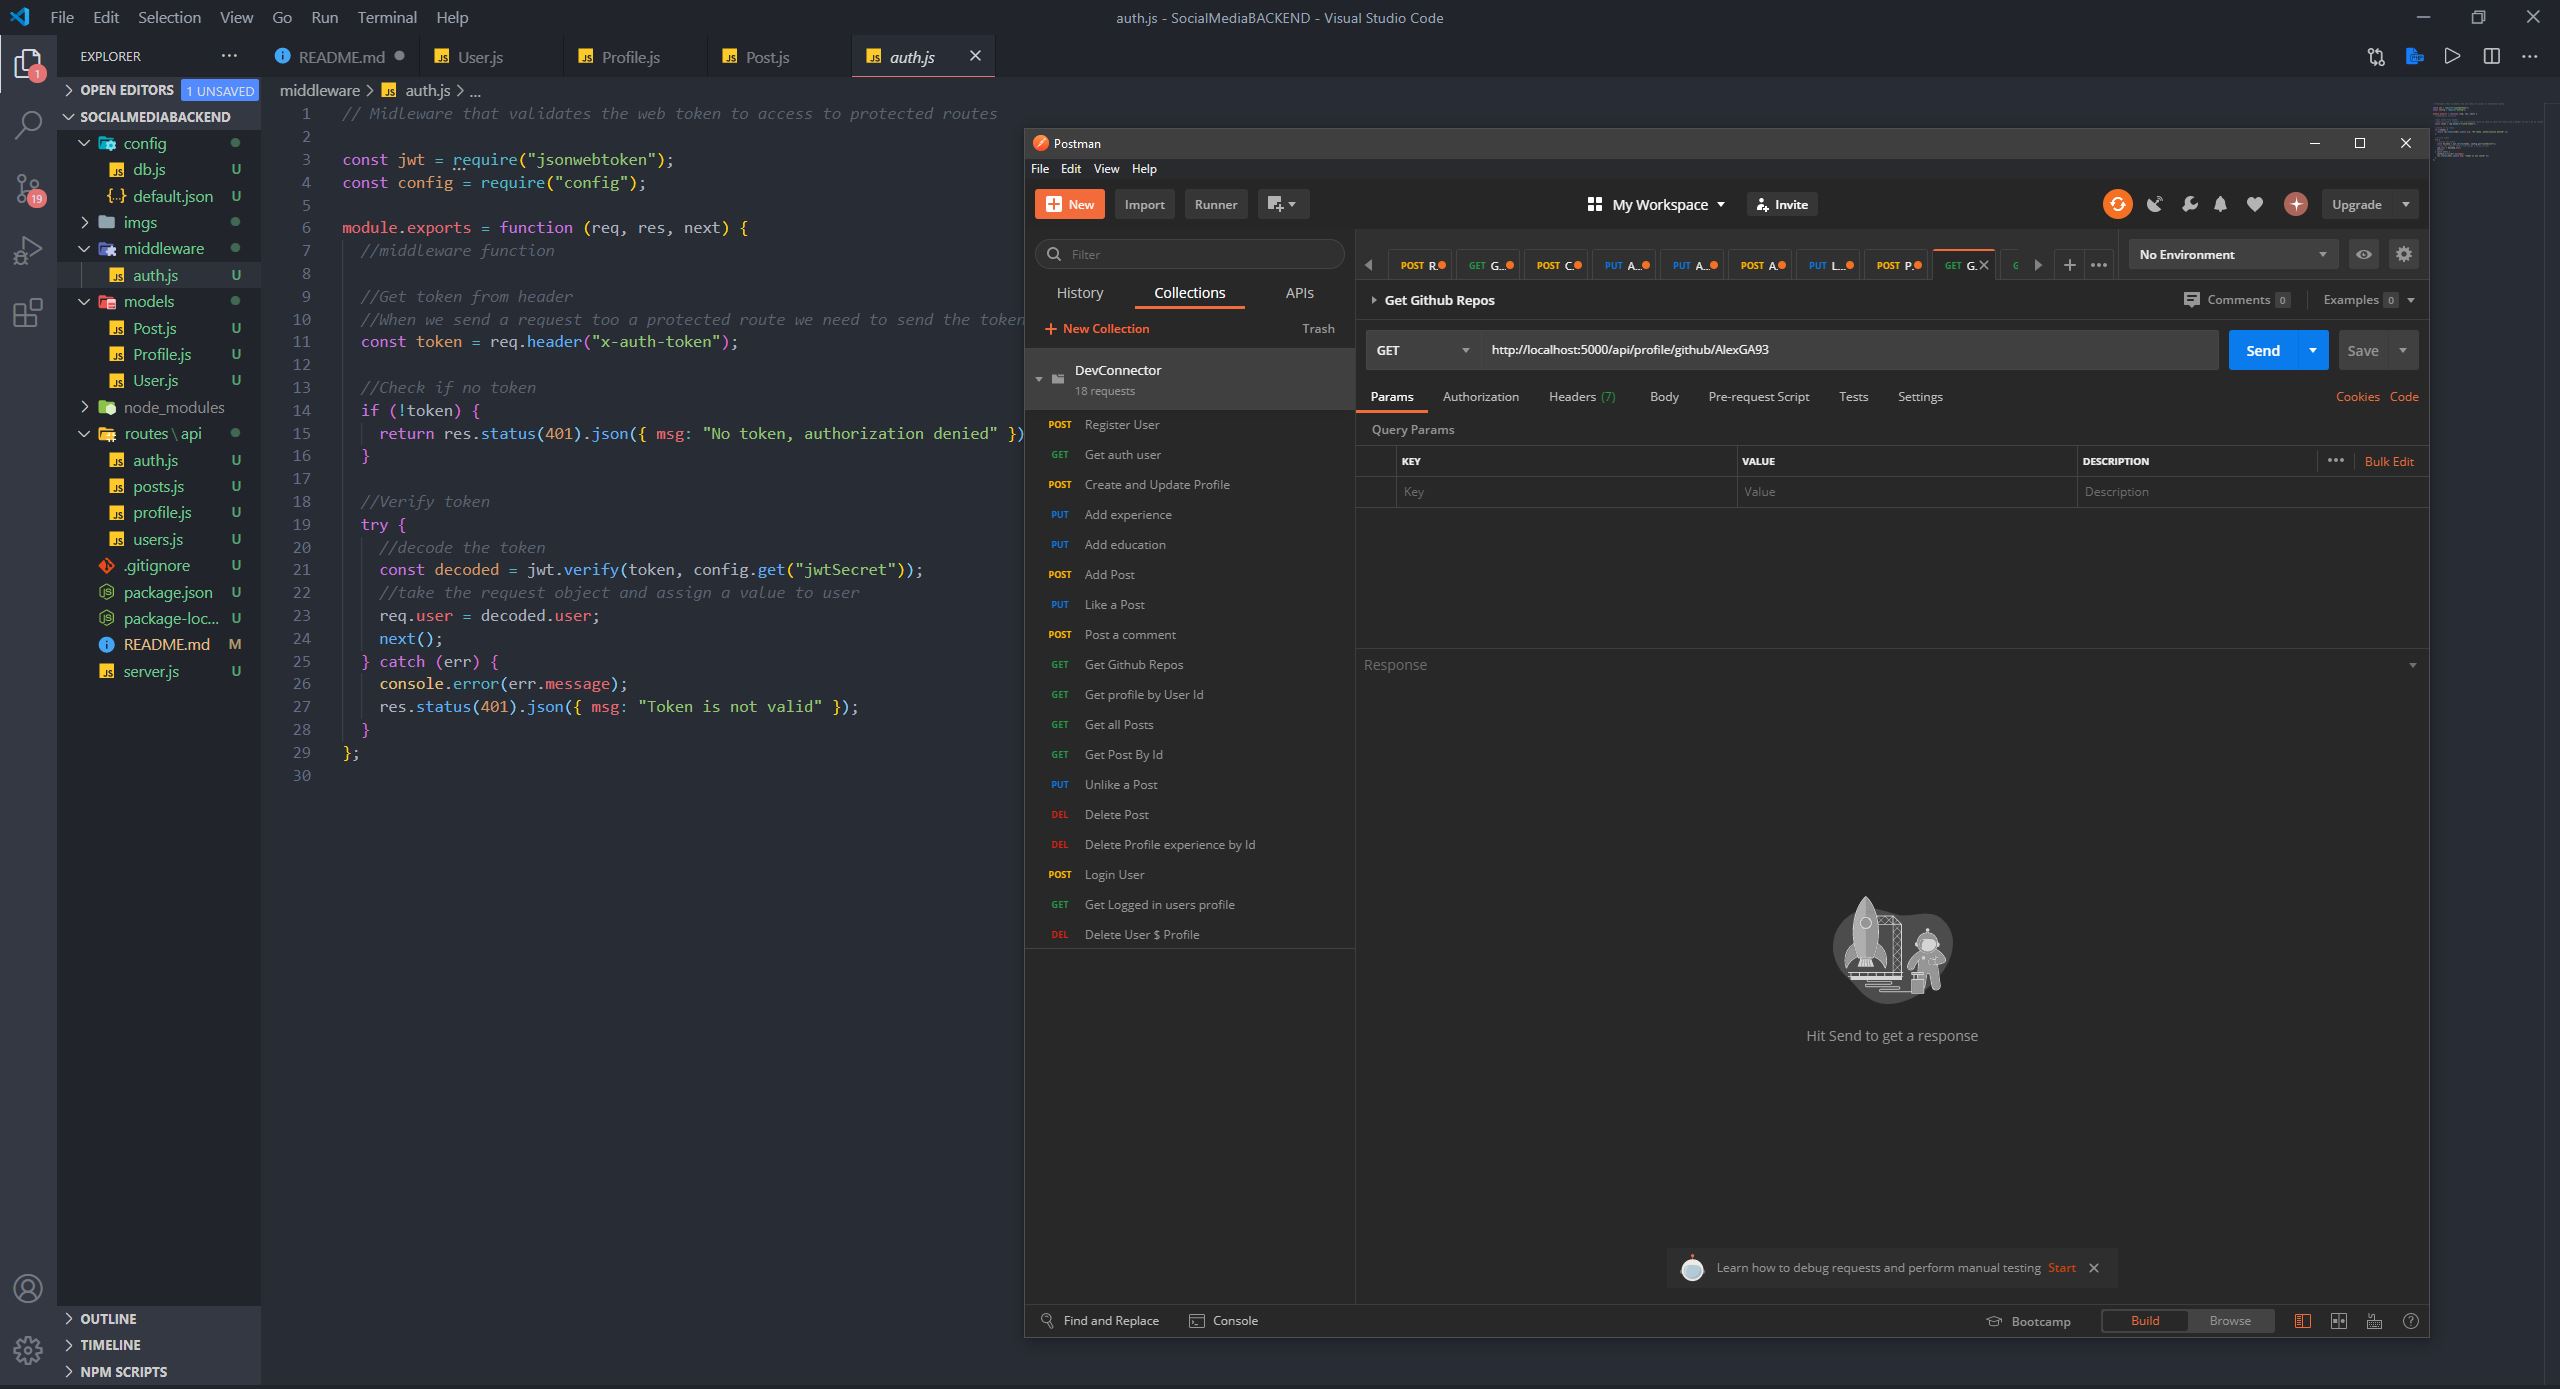 File Edit Selection View Go Run Terminal Help
auth.js - SocialMediaBACKEND - Visual Studio Code
EXPLORER
README.md
User.js
Profile.js
Post.js
auth.js
OPEN EDITORS 1 UNSAVED
SOCIALMEDIABACKEND
config
db.js U
default.json U
imgs
middleware
auth.js U
models
Post.js U
Profile.js U
User.js U
node_modules
routes \ api
auth.js U
posts.js U
profile.js U
users.js U
.gitignore U
package.json U
package-loc... U
README.md M
server.js U
OUTLINE
TIMELINE
NPM SCRIPTS
1
19
middleware > auth.js > ...
1 // Midleware that validates the web token to access to protected routes
2
3 const jwt = require("jsonwebtoken");
4 const config = require("config");
5
6 module.exports = function (req, res, next) {
7 //middleware function
8
9 //Get token from header
10 //When we send a request too a protected route we need to send the token
11 const token = req.header("x-auth-token");
12
13 //Check if no token
14 if (!token) {
15 return res.status(401).json({ msg: "No token, authorization denied" })
16 }
17
18 //Verify token
19 try {
20 //decode the token
21 const decoded = jwt.verify(token, config.get("jwtSecret"));
22 //take the request object and assign a value to user
23 req.user = decoded.user;
24 next();
25 } catch (err) {
26 console.error(err.message);
27 res.status(401).json({ msg: "Token is not valid" });
28 }
29 };
30
Postman
File Edit View Help
New Import Runner
My Workspace Invite
Upgrade
Filter
History Collections APIs
+ New Collection Trash
DevConnector
18 requests
POST Register User
GET Get auth user
POST Create and Update Profile
PUT Add experience
PUT Add education
POST Add Post
PUT Like a Post
POST Post a comment
GET Get Github Repos
GET Get profile by User Id
GET Get all Posts
GET Get Post By Id
PUT Unlike a Post
DEL Delete Post
DEL Delete Profile experience by Id
POST Login User
GET Get Logged in users profile
DEL Delete User $ Profile
POST R.
GET G...
POST C
PUT A...
PUT A...
POST A
PUT L...
POST P.
GET G.
G
No Environment
Get Github Repos
Comments 0 Examples 0
GET http://localhost:5000/api/profile/github/AlexGA93 Send Save
Params Authorization Headers (7) Body Pre-request Script Tests Settings Cookies Code
Query Params
KEY VALUE DESCRIPTION ... Bulk Edit
Key Value Description
Response
Hit Send to get a response
Learn how to debug requests and perform manual testing Start
Find and Replace Console
Bootcamp Build Browse